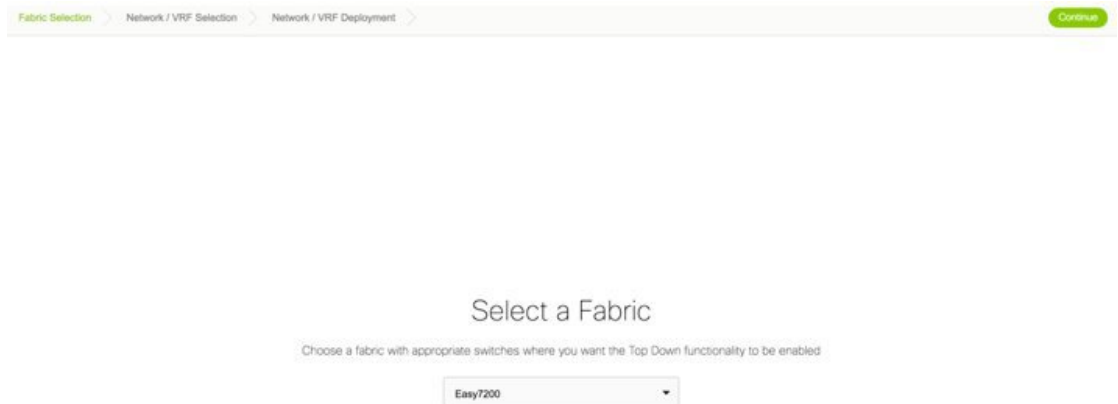 Fabric Selection
Network / VRF Selection
Network / VRF Deployment
Continue
Select a Fabric
Choose a fabric with appropriate switches where you want the Top Down functionality to be enabled
Easy7200